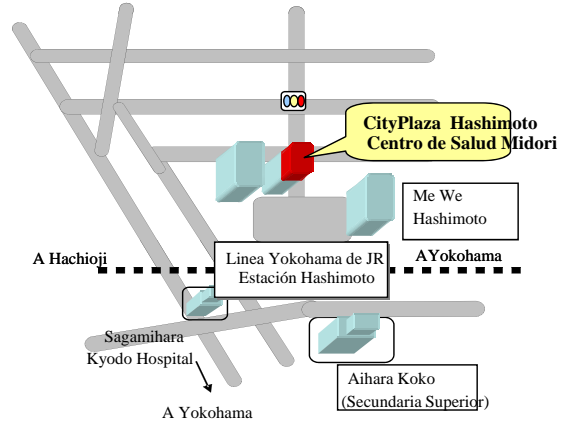 CityPlaza Hashimoto
Centro de Salud Midori
Me We
Hashimoto
A Hachioji
Linea Yokohama de JR
Estación Hashimoto
AYokohama
Sagamihara
Kyodo Hospital
Aihara Koko
(Secundaria Superior)
A Yokohama